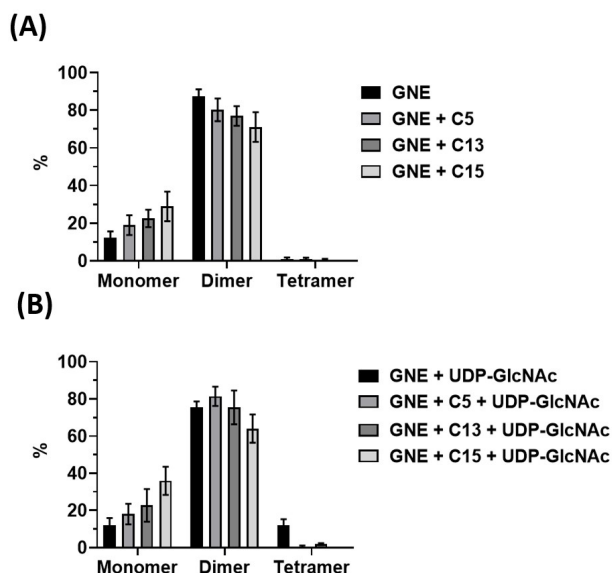 (A)
100
80
60
40
20
0
%
Monomer Dimer Tetramer
GNE
GNE + C5
GNE + C13
GNE + C15
(B)
100
80
60
40
20
0
%
Monomer Dimer Tetramer
GNE + UDP-GlcNAc
GNE + C5 + UDP-GlcNAc
GNE + C13 + UDP-GlcNAc
GNE + C15 + UDP-GlcNAc